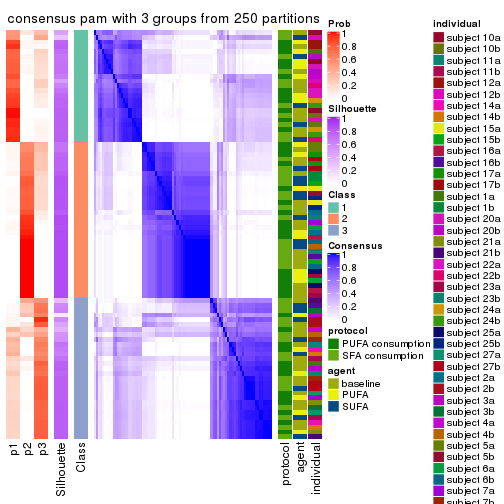 consensus pam with 3 groups from 250 partitions
p1
p2
p3
Silhouette
Class
protocol
agent
individual
Prob
1
0.8
0.6
0.4
0.2
0
Silhouette
1
0.8
0.6
0.4
0.2
0
Class
1
2
3
Consensus
1
0.8
0.6
0.4
0.2
0
protocol
PUFA consumption
SFA consumption
agent
baseline
PUFA
SUFA
individual
subject 10a
subject 10b
subject 11a
subject 11b
subject 12a
subject 12b
subject 14a
subject 14b
subject 15a
subject 15b
subject 16a
subject 16b
subject 17a
subject 17b
subject 1a
subject 1b
subject 20a
subject 20b
subject 21a
subject 21b
subject 22a
subject 22b
subject 23a
subject 23b
subject 24a
subject 24b
subject 25a
subject 25b
subject 27a
subject 27b
subject 2a
subject 2b
subject 3a
subject 3b
subject 4a
subject 4b
subject 5a
subject 5b
subject 6a
subject 6b
subject 7a
subject 7b